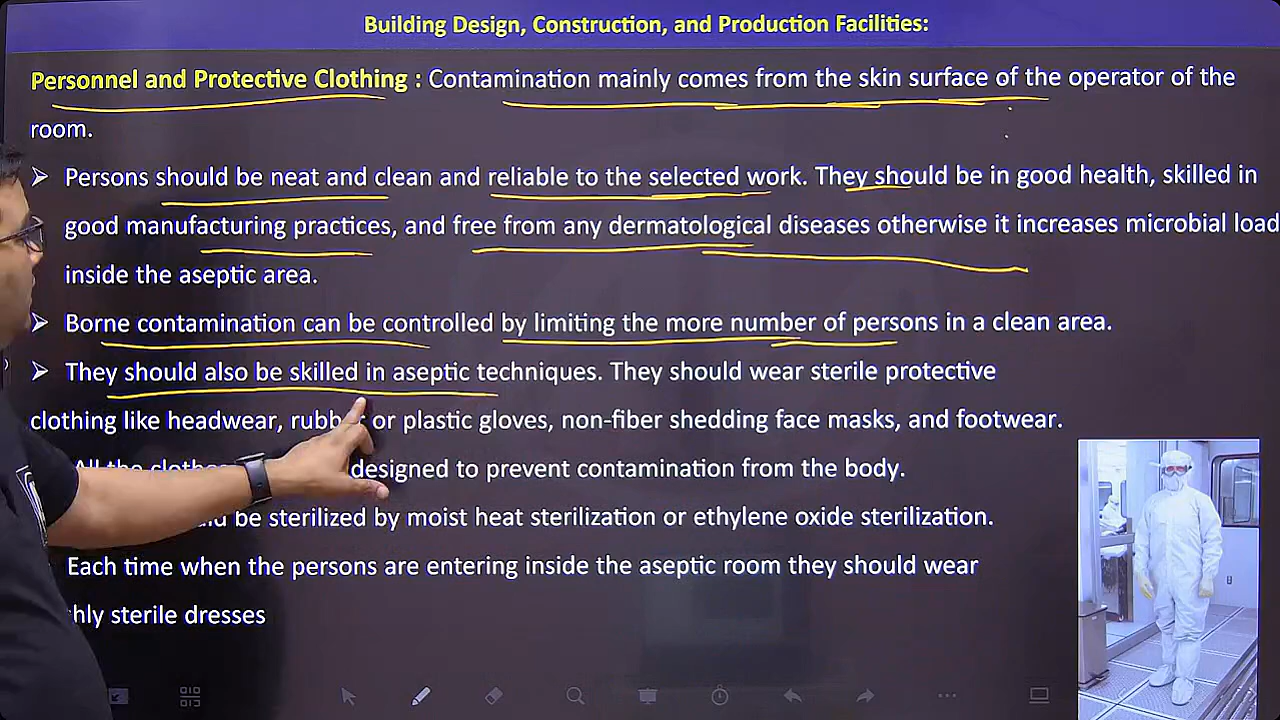 Building Design, Construction, and Production Facilities:
Personnel and Protective Clothing : Contamination mainly comes from the skin surface of the operator of the
room.
Persons should be neat and clean and reliable to the selected work. They should be in good health, skilled in
good manufacturing practices, and free from any dermatological diseases otherwise it increases microbial load
inside the aseptic area.
Borne contamination can be controlled by limiting the more number of persons in a clean area.
They should also be skilled in aseptic techniques. They should wear sterile protective
clothing like headwear, rubber or plastic gloves, non-fiber shedding face masks, and footwear.
All the designed to prevent contamination from the body.
be sterilized by moist heat sterilization or ethylene oxide sterilization.
Each time when the persons are entering inside the aseptic room they should wear
sterile dresses